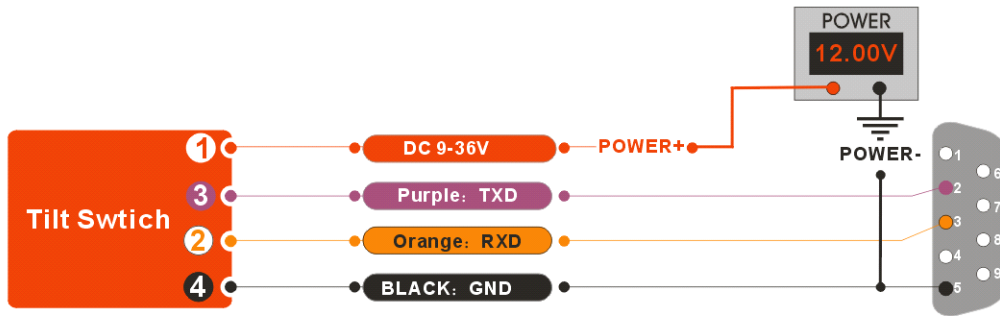 POWER
12.00V
1
DC 9-36V
POWER+
POWER-
1
6
3
Purple: TXD
2
7
Tilt Swtich
2
Orange: RXD
3
8
4
9
4
BLACK: GND
5